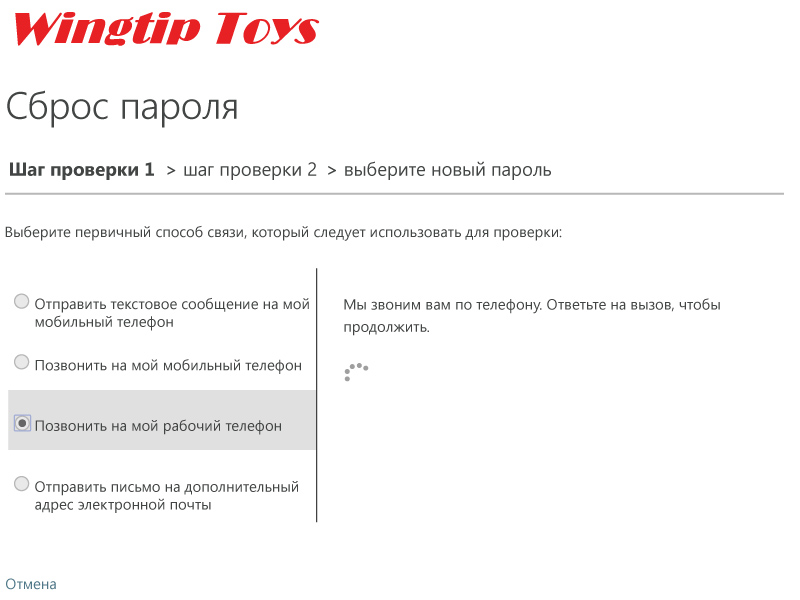 Wingtip Toys
Сброс пароля
Шаг проверки 1 > шаг проверки 2 > выберите новый пароль
Выберите первичный способ связи, который следует использовать для проверки:
Отправить текстовое сообщение на мой
мобильный телефон
Позвонить на мой мобильный телефон
Позвонить на мой рабочий телефон
Отправить письмо на дополнительный
адрес электронной почты
Мы звоним вам по телефону. Ответьте на вызов, чтобы
продолжить.
Отмена